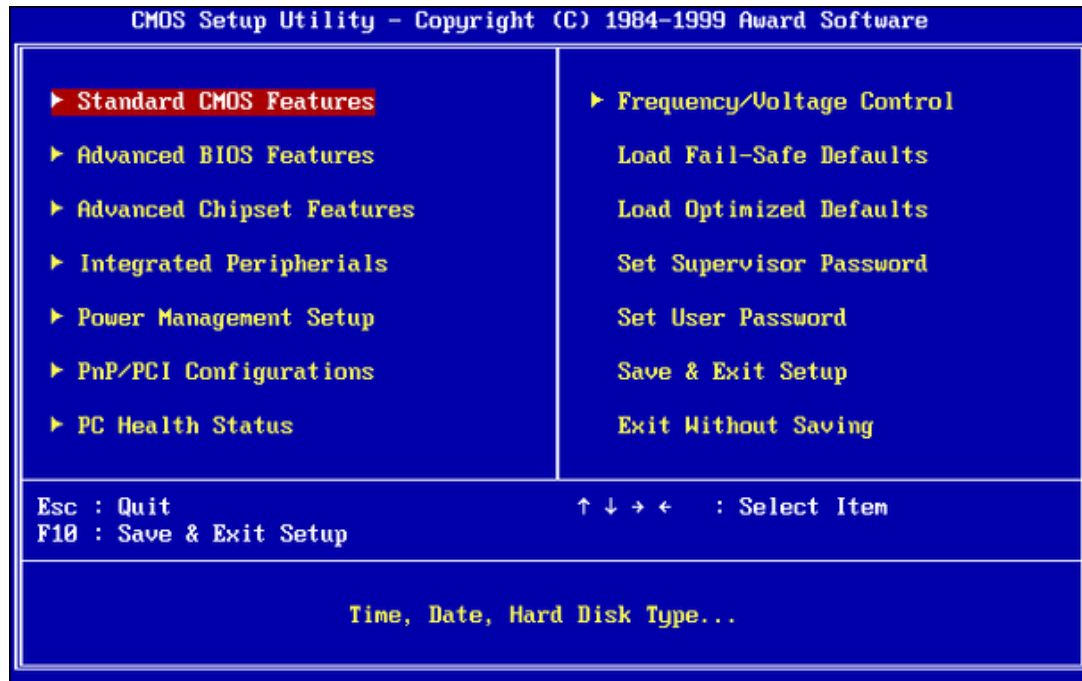 CMOS Setup Utility – Copyright (C) 1984–1999 Award Software
► Standard CMOS Features
► Advanced BIOS Features
► Advanced Chipset Features
► Integrated Peripherials
► Power Management Setup
► PnP/PCI Configurations
► PC Health Status
► Frequency/Voltage Control
Load Fail–Safe Defaults
Load Optimized Defaults
Set Supervisor Password
Set User Password
Save & Exit Setup
Exit Without Saving
Esc : Quit
F10 : Save & Exit Setup
↑ ↓ → ← : Select Item
Time, Date, Hard Disk Type...